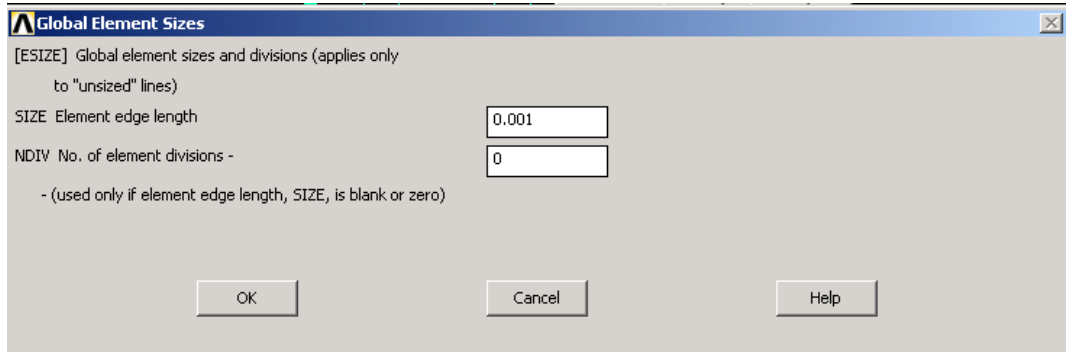 Global Element Sizes
[ESIZE] Global element sizes and divisions (applies only
to "unsized" lines)
SIZE Element edge length 0.001
NDIV No. of element divisions - 0
- (used only if element edge length, SIZE, is blank or zero)
OK Cancel Help